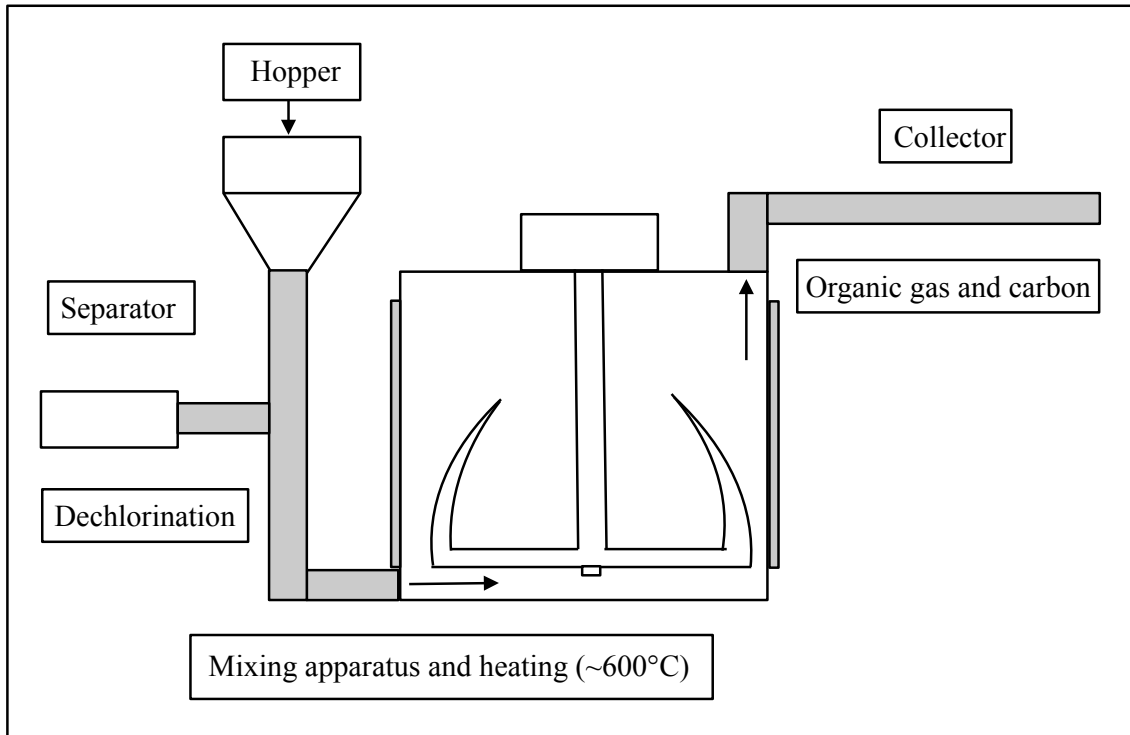 Hopper
Collector
Separator
Organic gas and carbon
Dechlorination
Mixing apparatus and heating (~600°C)